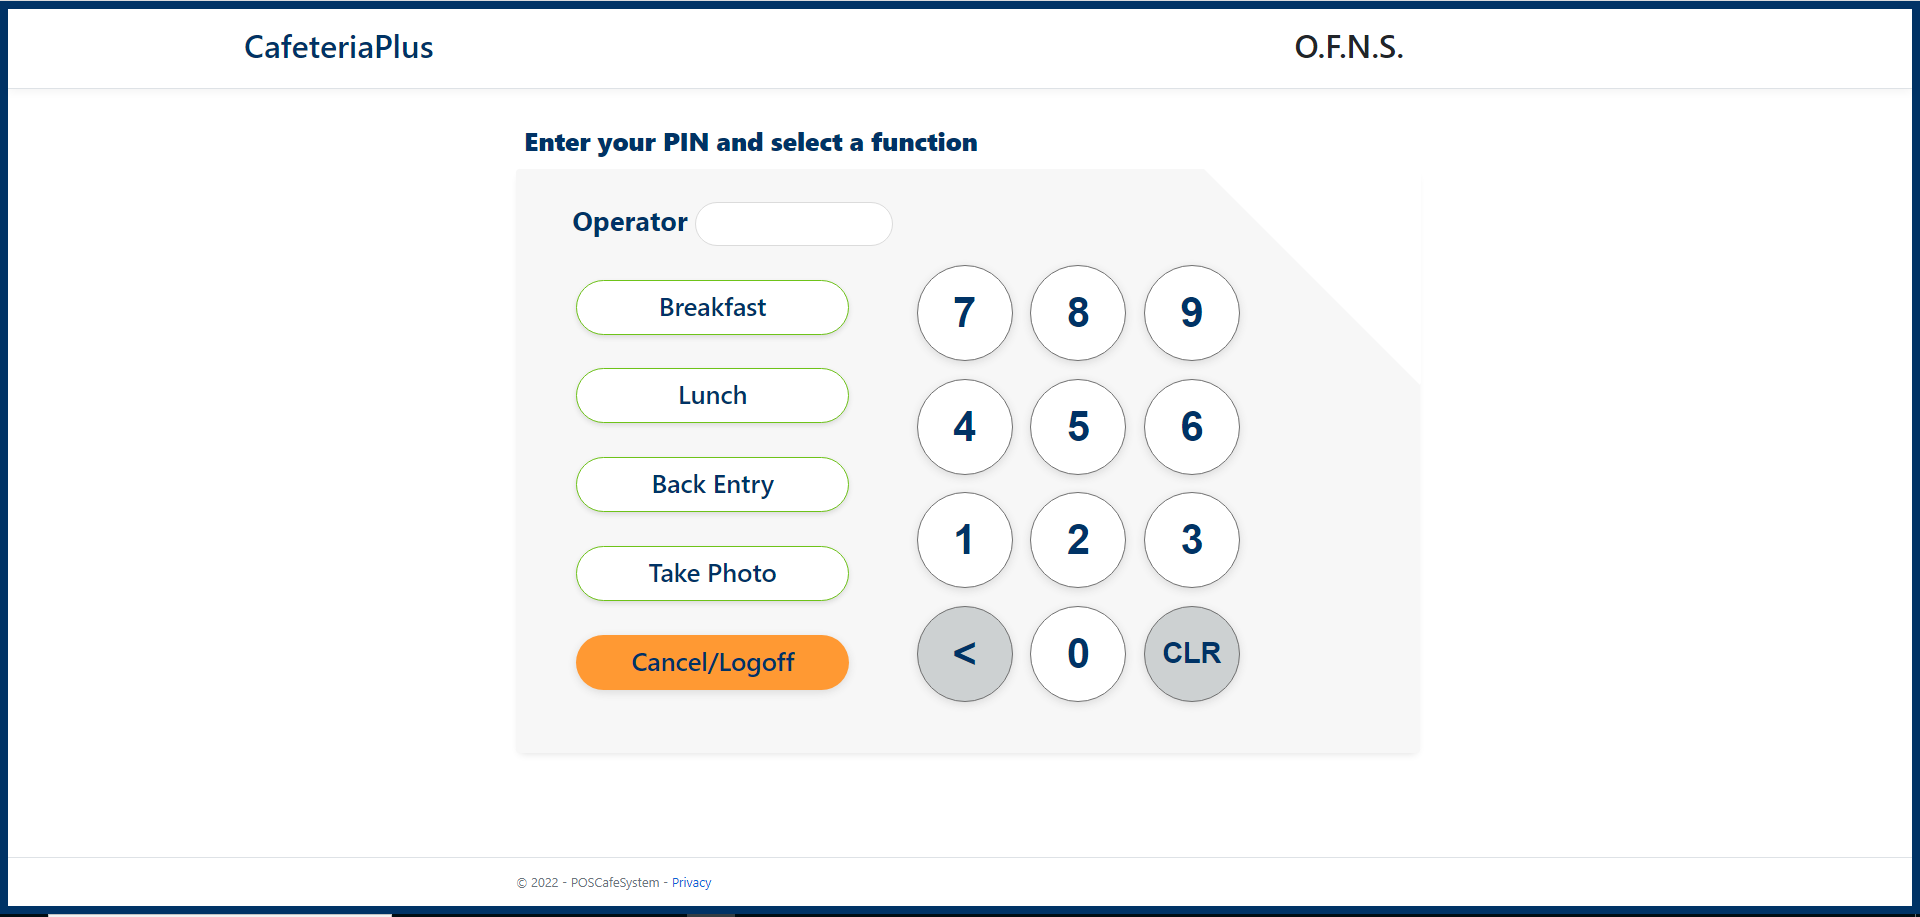 CafeteriaPlus
O.F.N.S.
Enter your PIN and select a function
Operator
Breakfast
Lunch
Back Entry
Take Photo
Cancel/Logoff
7 8 9
4 5 6
1 2 3
< 0 CLR
© 2022 - POSCafeSystem - Privacy